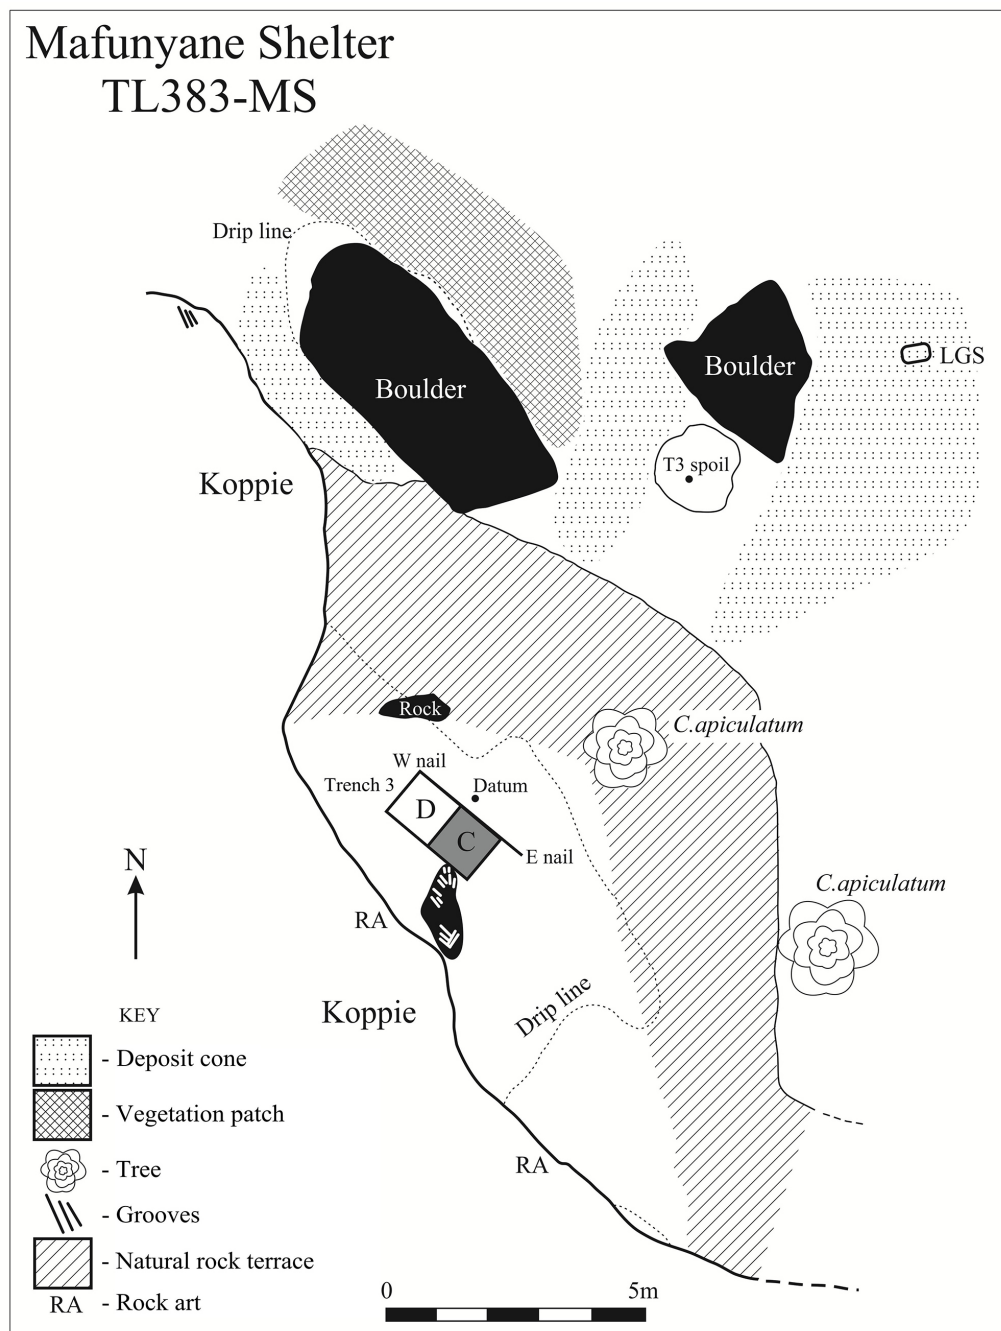 Mafunyane Shelter
TL383-MS
Drip line
Boulder
Boulder
LGS
T3 spoil
Koppie
Rock
C.apiculatum
W nail
Trench 3
Datum
D
C
E nail
N
C.apiculatum
RA
Drip line
Koppie
KEY
- Deposit cone
- Vegetation patch
- Tree
- Grooves
- Natural rock terrace
RA - Rock art
RA
0 5m